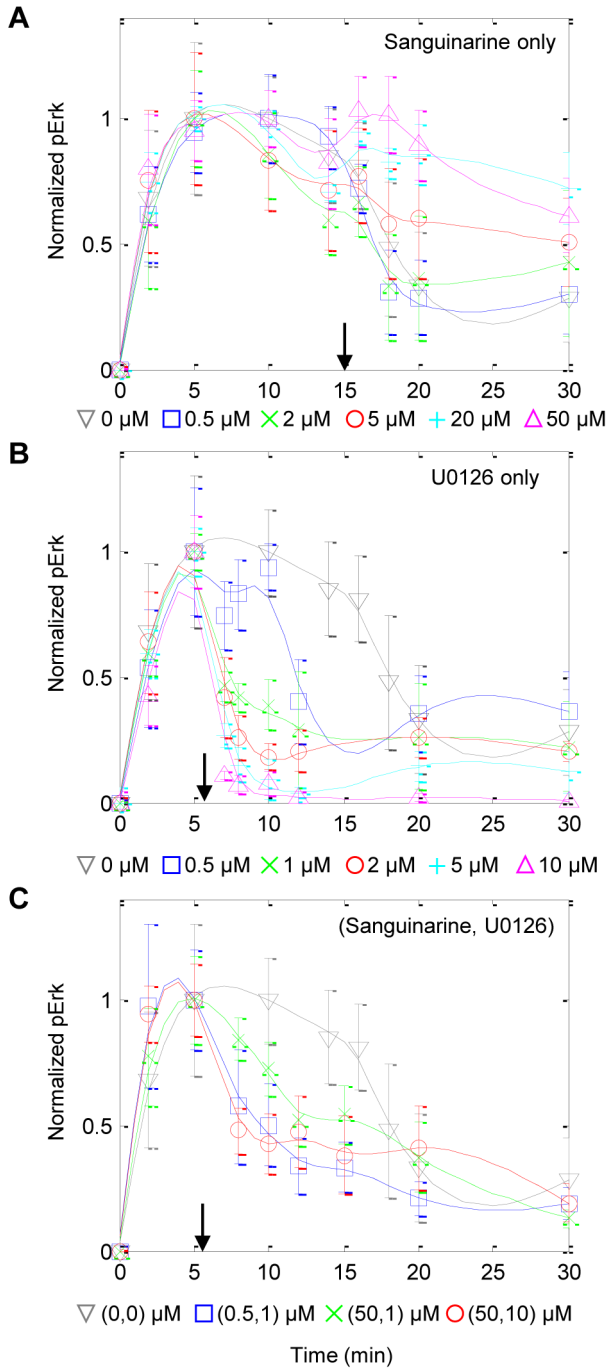 A
Sanguinarine only
Normalized pErk
1
0.5
0
0 5 10 15 20 25 30
▽ 0 µM □ 0.5 µM × 2 µM ○ 5 µM + 20 µM △ 50 µM
B
U0126 only
Normalized pErk
1
0.5
0
0 5 10 15 20 25 30
▽ 0 µM □ 0.5 µM × 1 µM ○ 2 µM + 5 µM △ 10 µM
C
(Sanguinarine, U0126)
Normalized pErk
1
0.5
0
0 5 10 15 20 25 30
▽ (0,0) µM □ (0.5,1) µM × (50,1) µM ○ (50,10) µM
Time (min)